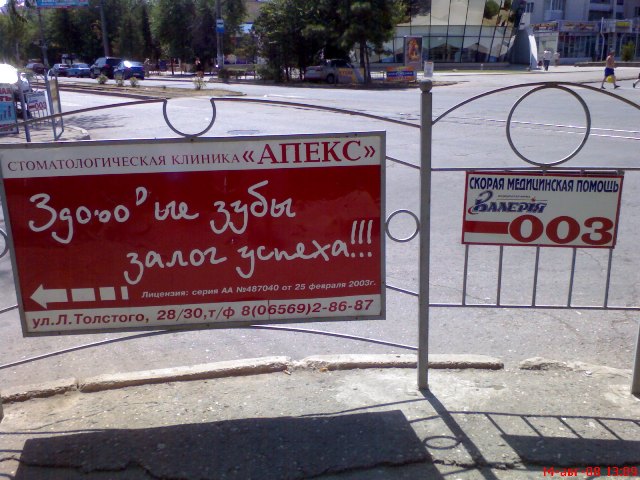 СТОМАТОЛОГИЧЕСКАЯ КЛИНИКА «АПЕКС»
Здоровые зубы
залог успеха!!!
Лицензия: серия АА №487040 от 25 февраля 2003г.
ул.Л.Толстого, 28/30,т/ф 8(06569)2-86-87
СКОРАЯ МЕДИЦИНСКАЯ ПОМОЩЬ
Валерия
003